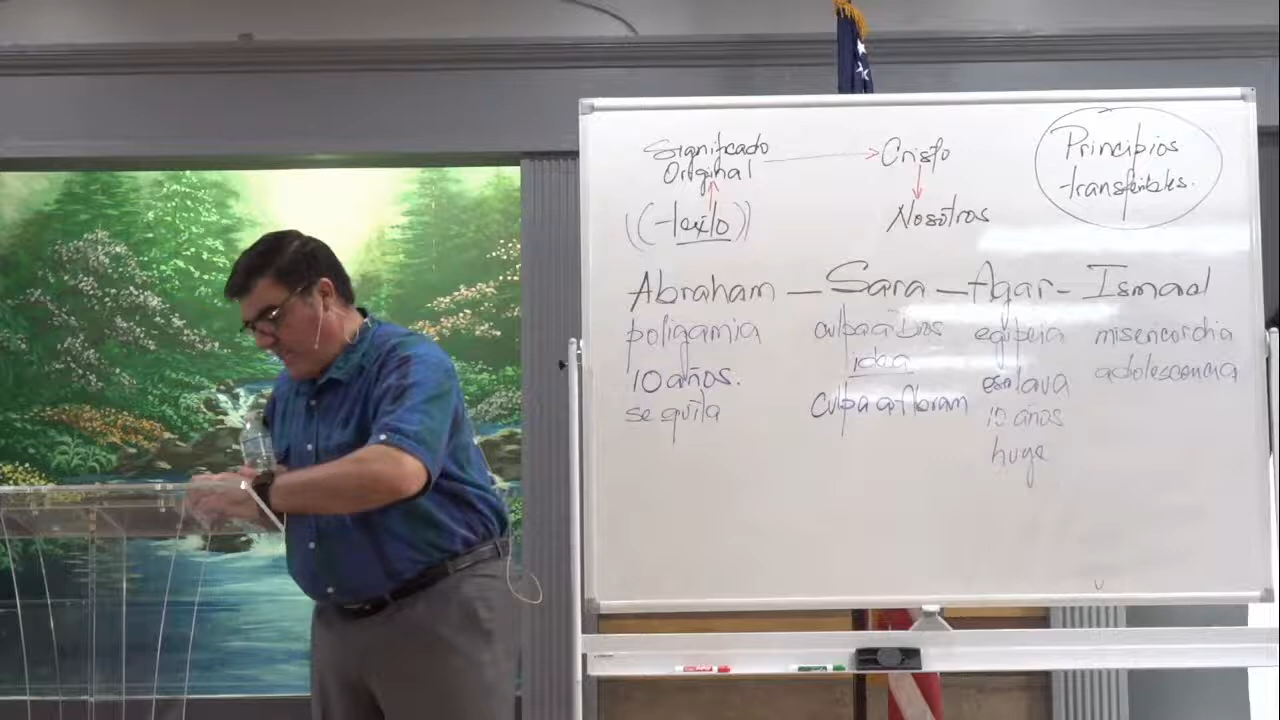 Significado
Original
Cristo
Principios
transferibles.
((texto))
Nosotros
Abraham – Sara – Agar - Ismael
poligamia
10 años.
se quita
culpa a Dios
idea
culpa a Abram
egipcia
esclava
10 años
huye
misericordia
adolescencia